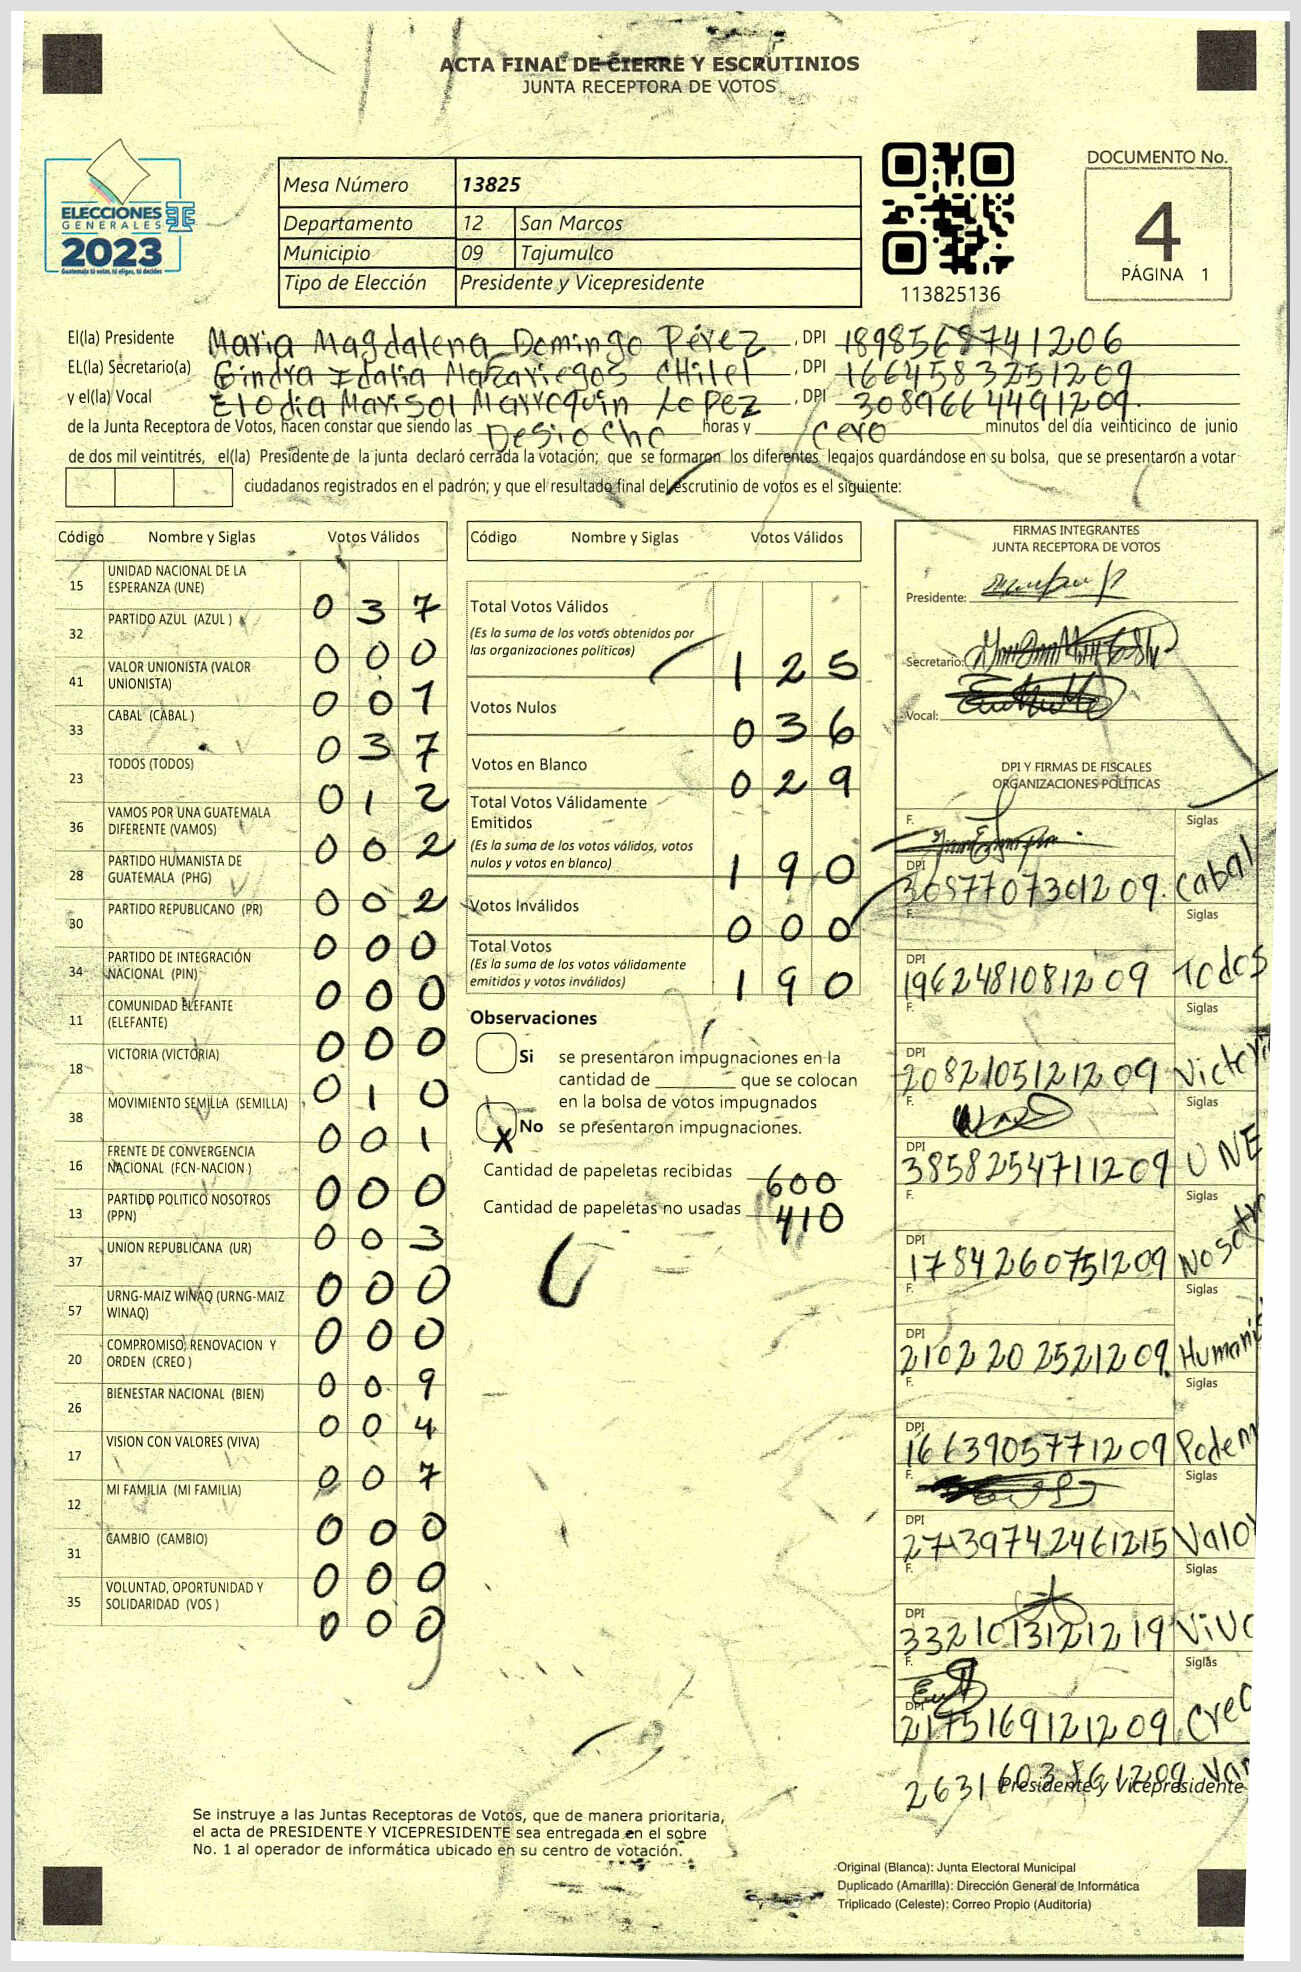 ACTA FINAL DE CIERRE Y ESCRUTINIOS
JUNTA RECEPTORA DE VOTOS
ELECCIONES
GENERALES
2023
Guatemala tú votas, tú eliges, tú decides
Mesa Número 13825
Departamento 12 San Marcos
Municipio 09 Tajumulco
Tipo de Elección Presidente y Vicepresidente
113825136
DOCUMENTO No.
4
PÁGINA 1
El(la) Presidente Maria Magdalena Domingo Pérez, DPI 1898568741206
EL(la) Secretario(a) Gindra Idalia Mazariegos CHilel, DPI 1664583251209
y el(la) Vocal Elodia Marisol Marroquin Lopez, DPI 3089664491209.
de la Junta Receptora de Votos, hacen constar que siendo las Desiocho horas y cero minutos del día veinticinco de junio
de dos mil veintitrés, el(la) Presidente de la junta declaró cerrada la votación; que se formaron los diferentes legajos guardándose en su bolsa, que se presentaron a votar
ciudadanos registrados en el padrón; y que el resultado final del escrutinio de votos es el siguiente:
Código Nombre y Siglas Votos Válidos
15 UNIDAD NACIONAL DE LA ESPERANZA (UNE) 0 3 7
32 PARTIDO AZUL (AZUL ) 0 0 0
41 VALOR UNIONISTA (VALOR UNIONISTA) 0 0 1
33 CABAL (CABAL ) 0 3 7
23 TODOS (TODOS) 0 1 2
36 VAMOS POR UNA GUATEMALA DIFERENTE (VAMOS) 0 0 2
28 PARTIDO HUMANISTA DE GUATEMALA (PHG) 0 0 2
30 PARTIDO REPUBLICANO (PR) 0 0 0
34 PARTIDO DE INTEGRACIÓN NACIONAL (PIN) 0 0 0
11 COMUNIDAD ELEFANTE (ELEFANTE) 0 0 0
18 VICTORIA (VICTORIA) 0 1 0
38 MOVIMIENTO SEMILLA (SEMILLA) 0 0 1
16 FRENTE DE CONVERGENCIA NACIONAL (FCN-NACION ) 0 0 0
13 PARTIDO POLITICO NOSOTROS (PPN) 0 0 3
37 UNION REPUBLICANA (UR) 0 0 0
57 URNG-MAIZ WINAQ (URNG-MAIZ WINAQ) 0 0 0
20 COMPROMISO, RENOVACION Y ORDEN (CREO ) 0 0 9
26 BIENESTAR NACIONAL (BIEN) 0 0 4
17 VISION CON VALORES (VIVA) 0 0 7
12 MI FAMILIA (MI FAMILIA) 0 0 0
31 CAMBIO (CAMBIO) 0 0 0
35 VOLUNTAD, OPORTUNIDAD Y SOLIDARIDAD (VOS ) 0 0 0
Código Nombre y Siglas Votos Válidos
Total Votos Válidos
(Es la suma de los votos obtenidos por
las organizaciones políticas) 1 2 5
Votos Nulos 0 3 6
Votos en Blanco 0 2 9
Total Votos Válidamente
Emitidos
(Es la suma de los votos válidos, votos
nulos y votos en blanco) 1 9 0
Votos Inválidos 0 0 0
Total Votos
(Es la suma de los votos válidamente
emitidos y votos inválidos) 1 9 0
Observaciones
Si se presentaron impugnaciones en la
cantidad de ________ que se colocan
en la bolsa de votos impugnados
X No se presentaron impugnaciones.
Cantidad de papeletas recibidas 600
Cantidad de papeletas no usadas 410
FIRMAS INTEGRANTES
JUNTA RECEPTORA DE VOTOS
Presidente:
Secretario:
Vocal:
DPI Y FIRMAS DE FISCALES
ORGANIZACIONES POLÍTICAS
F. Siglas
DPI 3087707301209. Cabal
F. Siglas
DPI 1962481081209 Todos
F. Siglas
DPI 2082105121209 Victoria
F. Siglas
DPI 3858254711209 UNE
F. Siglas
DPI 1784260751209 Nosotr
F. Siglas
DPI 2102202521209. Humanis
F. Siglas
DPI 1663905771209 Podem
F. Siglas
DPI 2713974246 1215 Valor
F. Siglas
DPI 3321013121219 Viva
F. Siglas
DPI 2175169121209 Creo
2631603861209 Vam
Presidente y Vicepresidente
Se instruye a las Juntas Receptoras de Votos, que de manera prioritaria,
el acta de PRESIDENTE Y VICEPRESIDENTE sea entregada en el sobre
No. 1 al operador de informática ubicado en su centro de votación.
Original (Blanca): Junta Electoral Municipal
Duplicado (Amarilla): Dirección General de Informática
Triplicado (Celeste): Correo Propio (Auditoría)